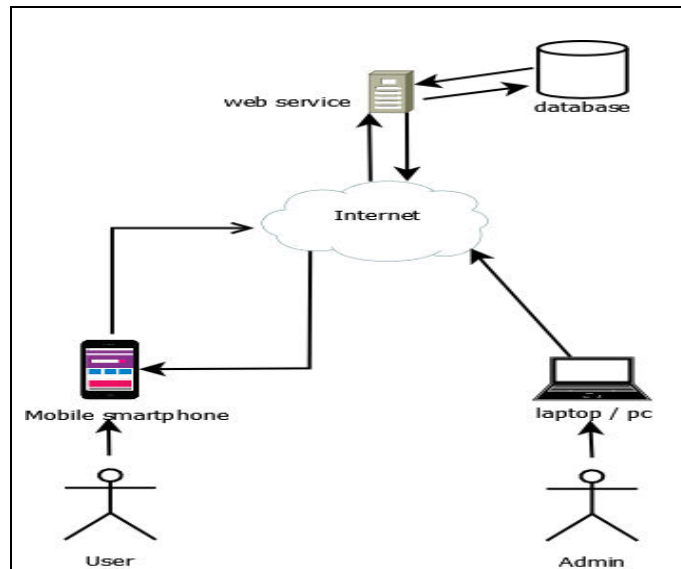 web service
database
Internet
Mobile smartphone
laptop / pc
User
Admin